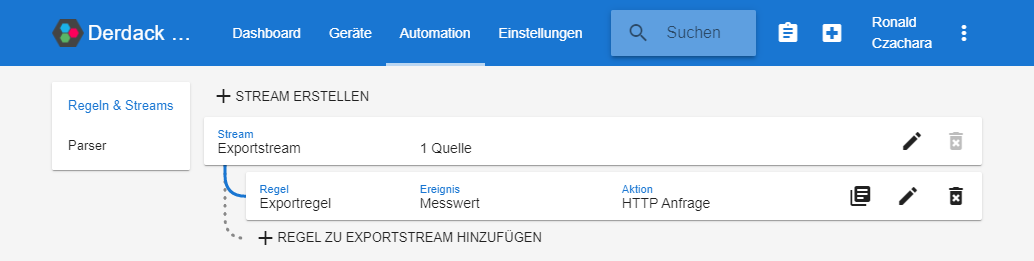 Derdack ... Dashboard Geräte Automation Einstellungen Suchen Ronald
Czachara
Regeln & Streams
Parser
+ STREAM ERSTELLEN
Stream
Exportstream 1 Quelle
Regel Ereignis Aktion
Exportregel Messwert HTTP Anfrage
+ REGEL ZU EXPORTSTREAM HINZUFÜGEN